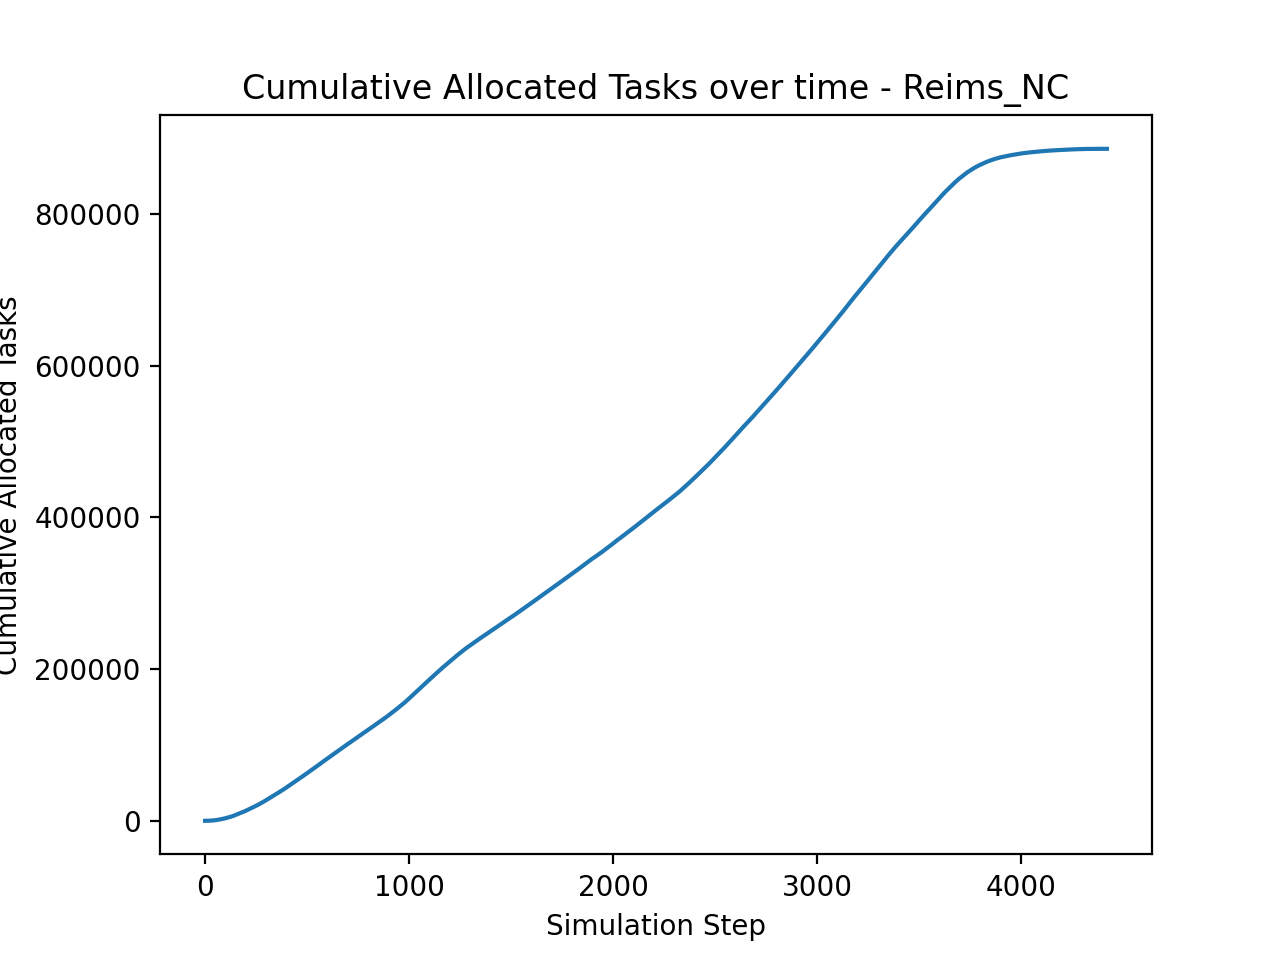 Cumulative Allocated Tasks over time - Reims_NC
Cumulative Allocated Tasks
800000
600000
400000
200000
0
0 1000 2000 3000 4000
Simulation Step